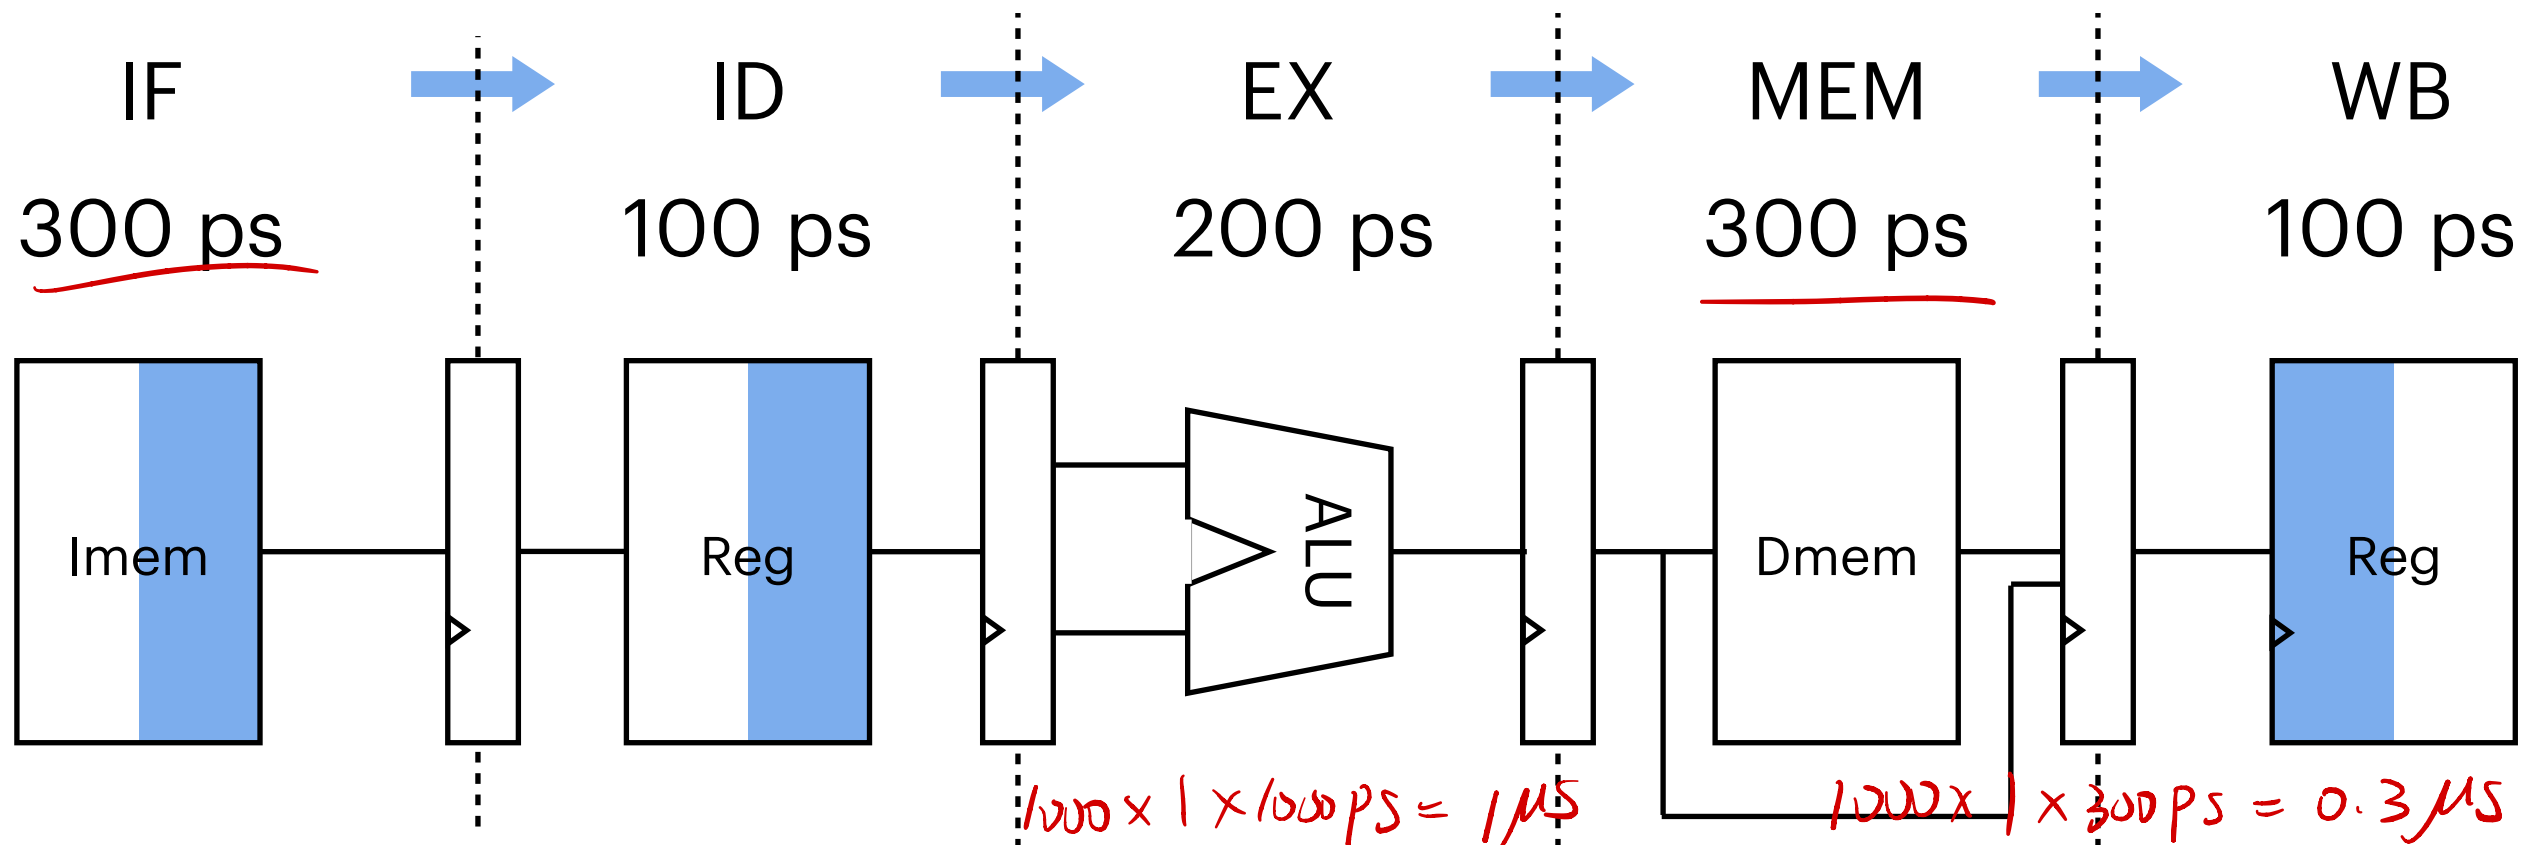 IF ID EX MEM WB
300 ps 100 ps 200 ps 300 ps 100 ps
Imem Reg ALU Dmem Reg
1000 × 1 × 1000 ps = 1 μs 1000 × 1 × 300 ps = 0.3 μs